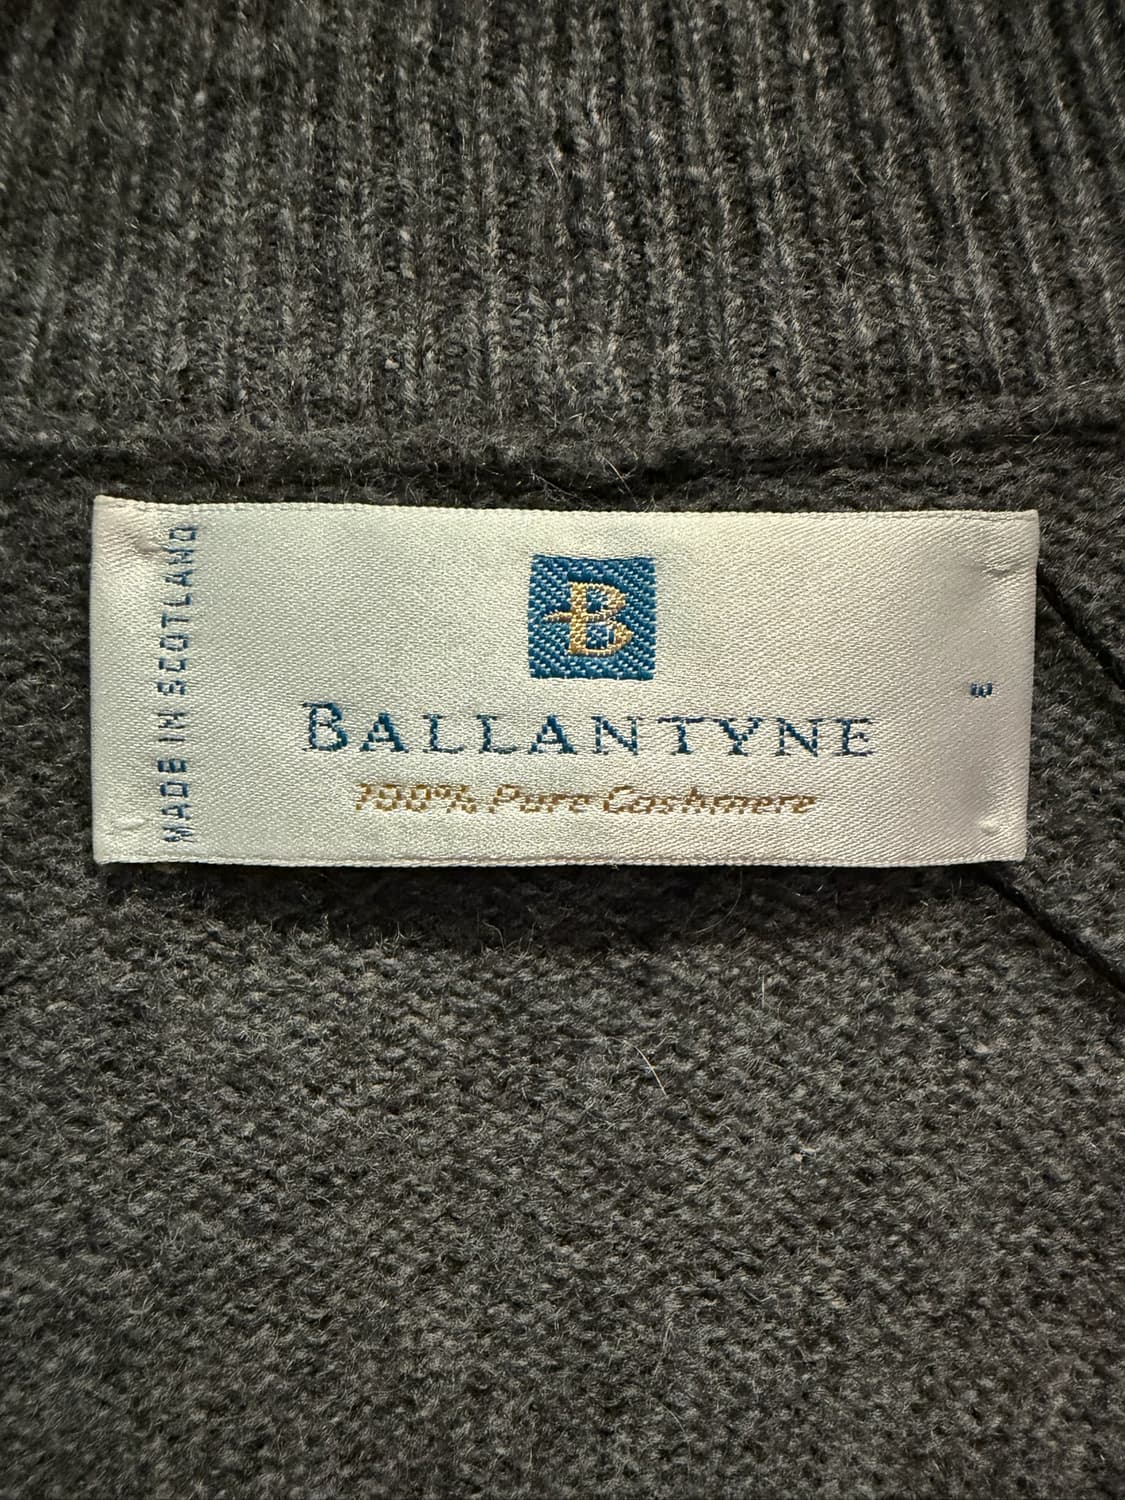 MADE IN SCOTLAND
B
BALLANTYNE
100% Pure Cashmere